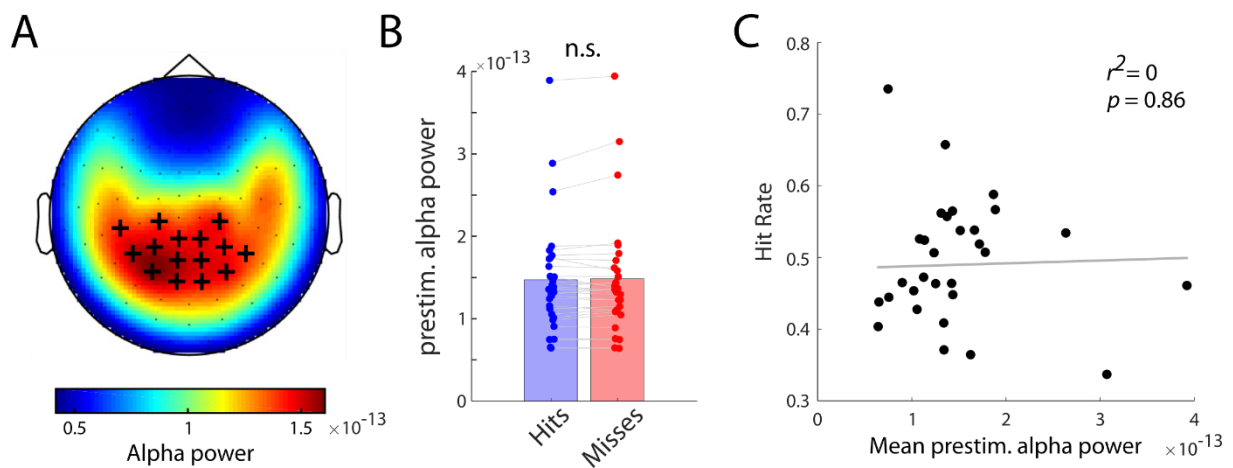 A
0.5
1
1.5
×10⁻¹³
Alpha power
B
n.s.
×10⁻¹³
prestim. alpha power
4
3
2
1
0
Hits
Misses
C
Hit Rate
0.8
0.7
0.6
0.5
0.4
0.3
r² = 0
p = 0.86
0
1
2
3
4
Mean prestim. alpha power
×10⁻¹³